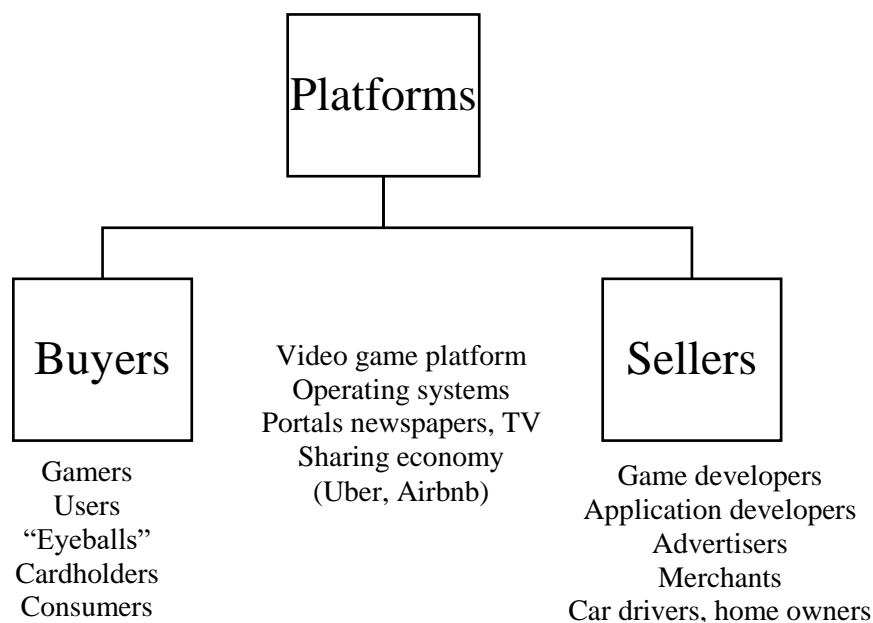 Platforms
Buyers
Sellers
Video game platform
Operating systems
Portals newspapers, TV
Sharing economy
(Uber, Airbnb)
Gamers
Users
“Eyeballs”
Cardholders
Consumers
Game developers
Application developers
Advertisers
Merchants
Car drivers, home owners